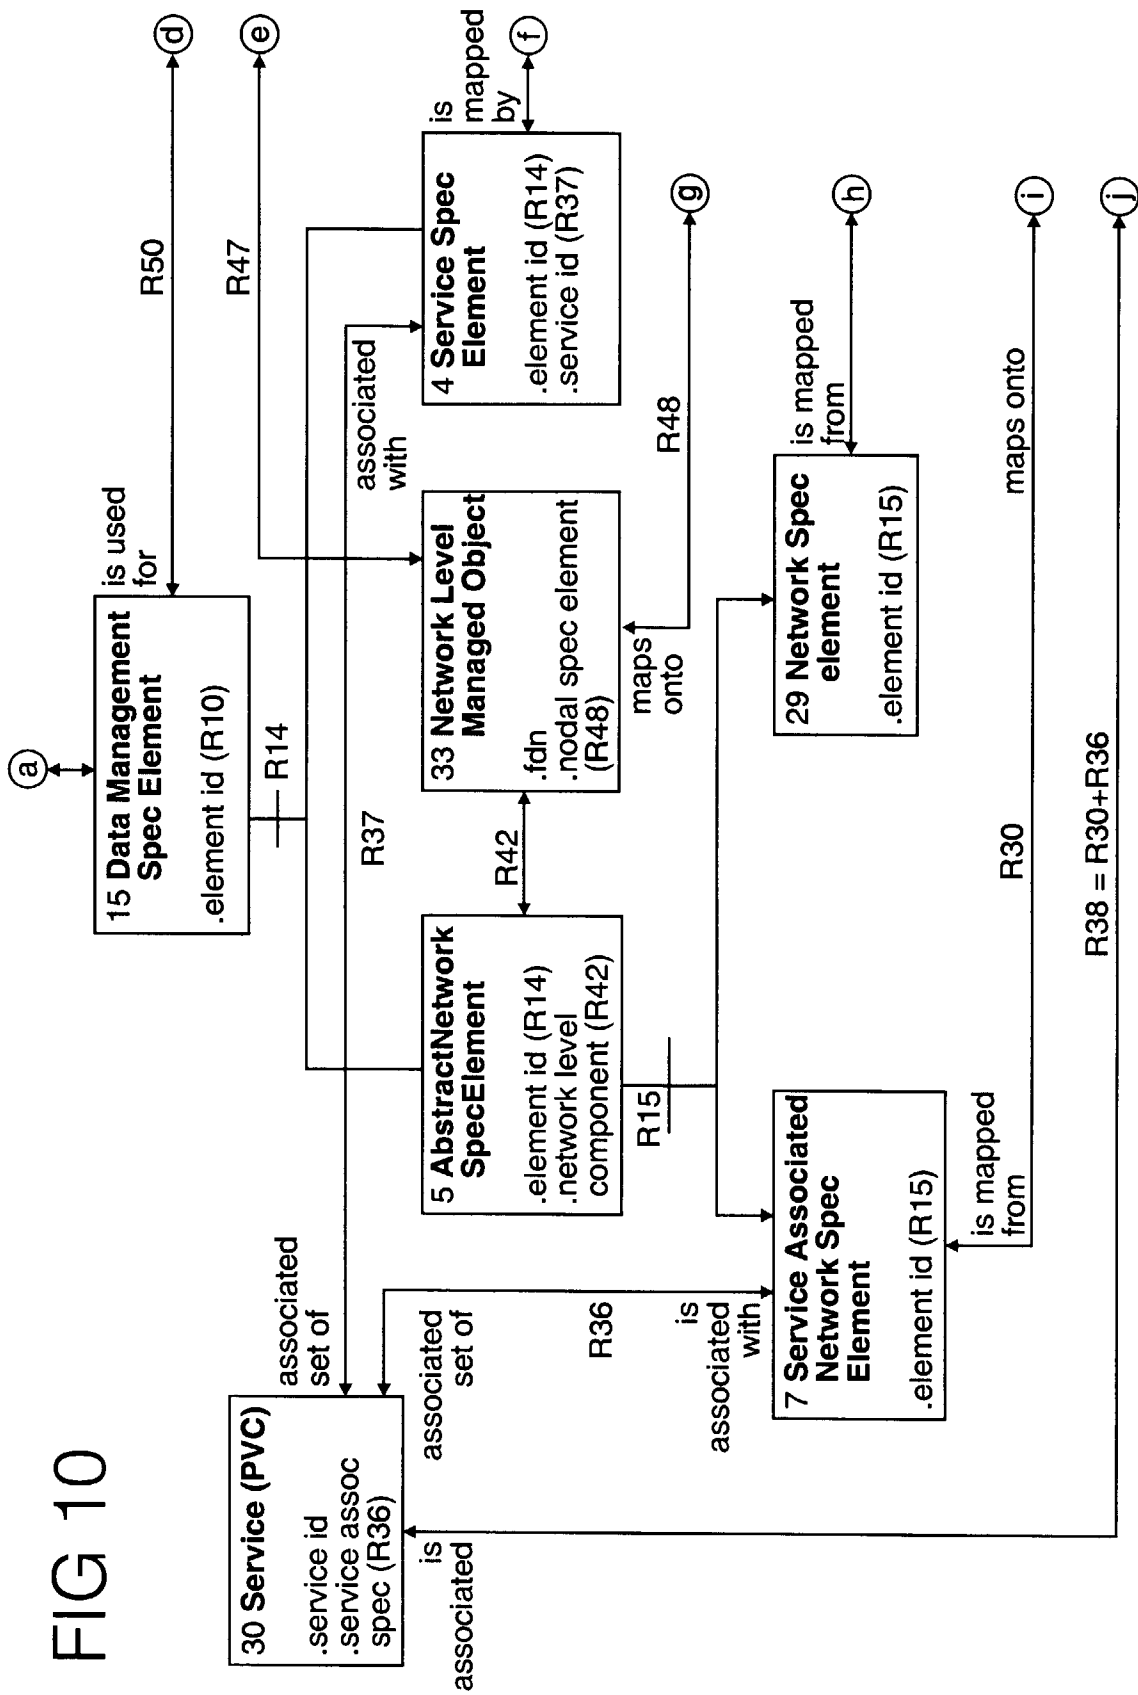 FIG 10
a
15 Data Management
Spec Element
.element id (R10)
is used
for
R50
d
R47
e
R14
30 Service (PVC)
.service id
.service assoc
spec (R36)
associated
set of
R37
associated
with
associated
set of
is
associated
5 AbstractNetwork
SpecElement
.element id (R14)
.network level
component (R42)
R42
33 Network Level
Managed Object
.fdn
.nodal spec element
(R48)
4 Service Spec
Element
.element id (R14)
.service id (R37)
is
mapped
by
f
maps
onto
R48
g
R15
R36
is
associated
with
7 Service Associated
Network Spec
Element
.element id (R15)
29 Network Spec
element
.element id (R15)
is mapped
from
h
is mapped
from
R30
maps onto
i
R38 = R30+R36
j